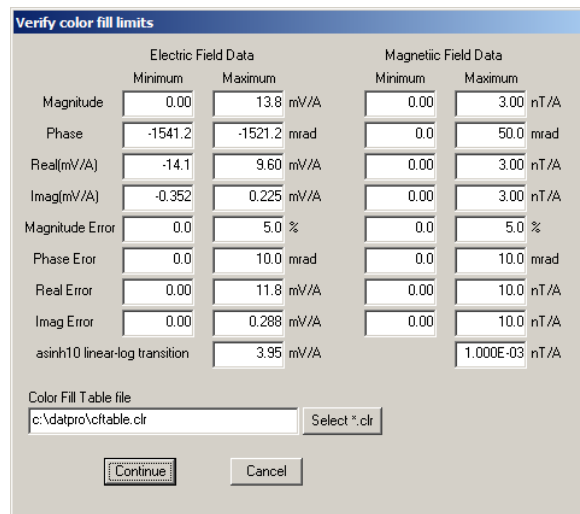 Verify color fill limits
Electric Field Data Magnetiic Field Data
Minimum Maximum Minimum Maximum
Magnitude 0.00 13.8 mV/A 0.00 3.00 nT/A
Phase -1541.2 -1521.2 mrad 0.0 50.0 mrad
Real(mV/A) -14.1 9.60 mV/A 0.00 3.00 nT/A
Imag(mV/A) -0.352 0.225 mV/A 0.00 3.00 nT/A
Magnitude Error 0.0 5.0 % 0.0 5.0 %
Phase Eror 0.0 10.0 mrad 0.0 10.0 mrad
Real Error 0.00 11.8 mV/A 0.00 10.0 nT/A
Imag Error 0.00 0.288 mV/A 0.00 10.0 nT/A
asinh10 linear-log transition 3.95 mV/A 1.000E-03 nT/A
Color Fill Table file
c:\datpro\cftable.clr Select *.clr
Continue Cancel